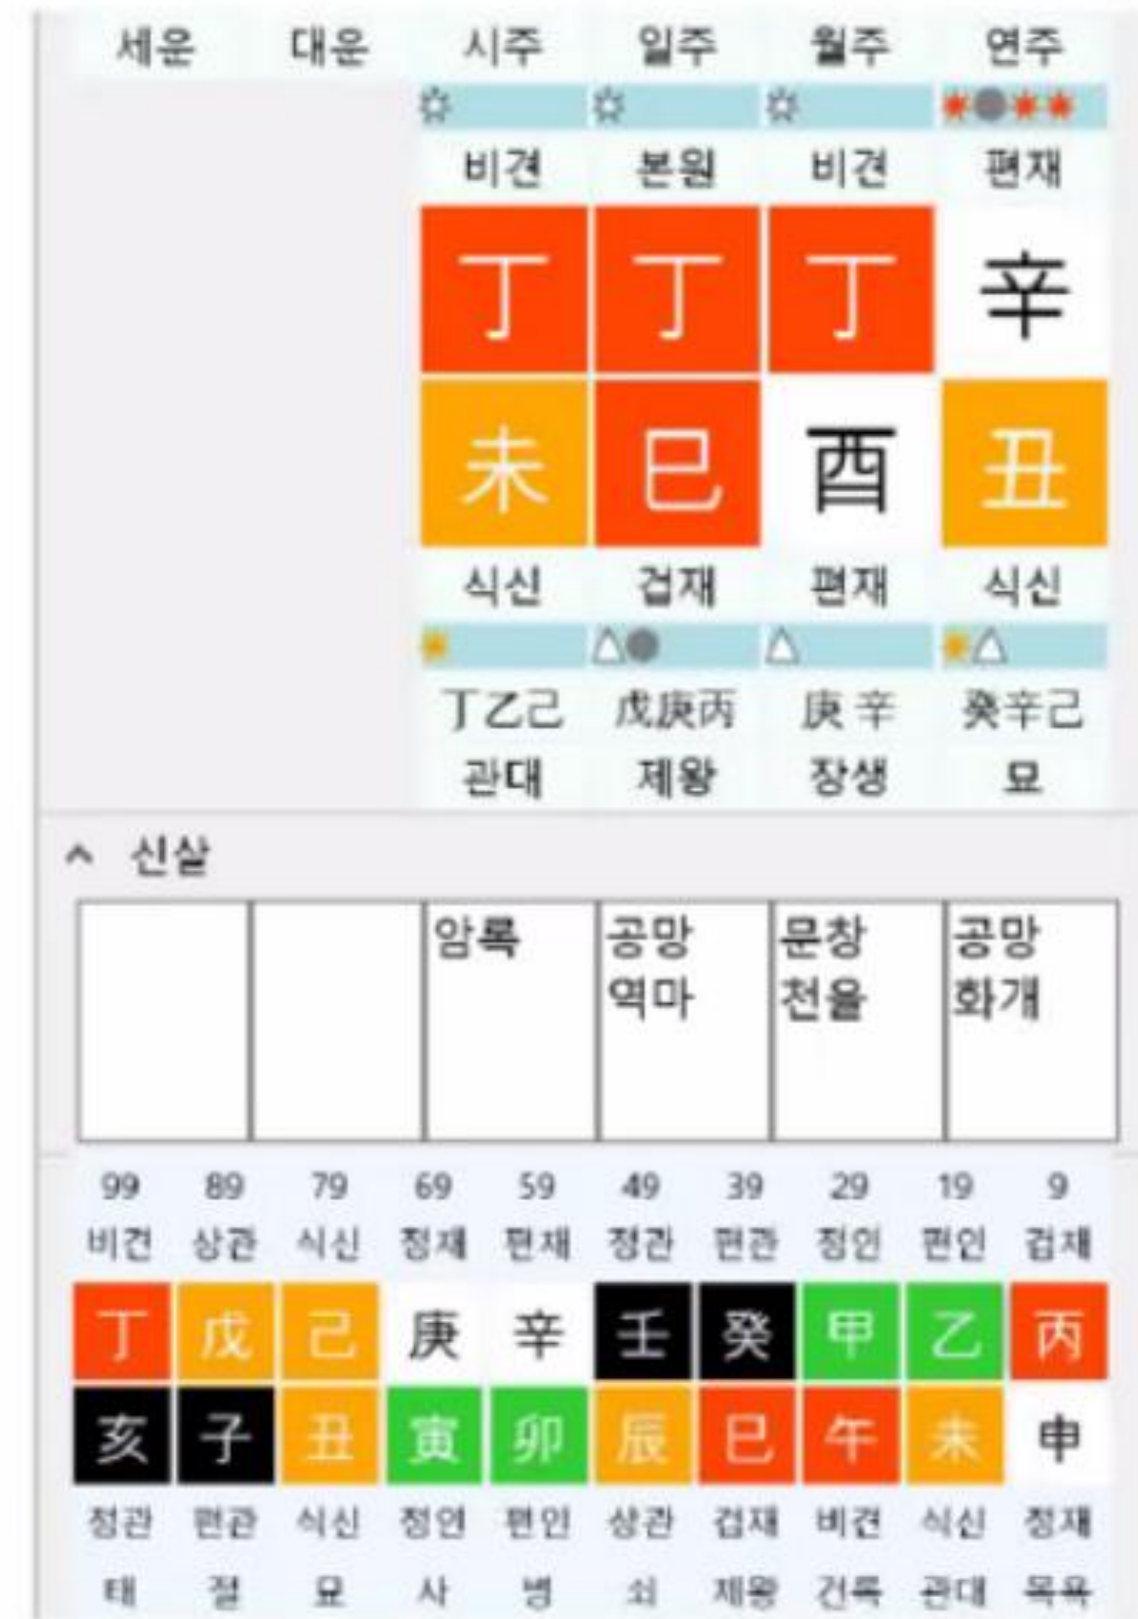 세운 대운 시주 일주 월주 연주
비견 본원 비견 편재
丁 丁 丁 辛
未 巳 酉 丑
식신 겁재 편재 식신
丁乙己 戊庚丙 庚辛 癸辛己
관대 제왕 장생 묘
신살
암록 공망 문창 공망
역마 천을 화개
99 89 79 69 59 49 39 29 19 9
비견 상관 식신 정재 편재 정관 편관 정인 편인 겁재
丁 戊 己 庚 辛 壬 癸 甲 乙 丙
亥 子 丑 寅 卯 辰 巳 午 未 申
정관 편관 식신 정인 편인 상관 겁재 비견 식신 정재
태 절 묘 사 병 쇠 제왕 건록 관대 목욕